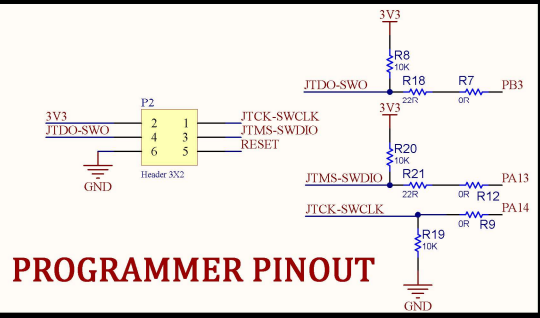 3V3
R8
10K
JTDO-SWO
R18
22R
R7
0R
PB3
P2
3V3
JTDO-SWO
2 1
4 3
6 5
JTCK-SWCLK
JTMS-SWDIO
RESET
GND
Header 3X2
3V3
R20
10K
JTMS-SWDIO
R21
22R
0R
R12
PA13
JTCK-SWCLK
0R
R9
PA14
R19
10K
GND
PROGRAMMER PINOUT